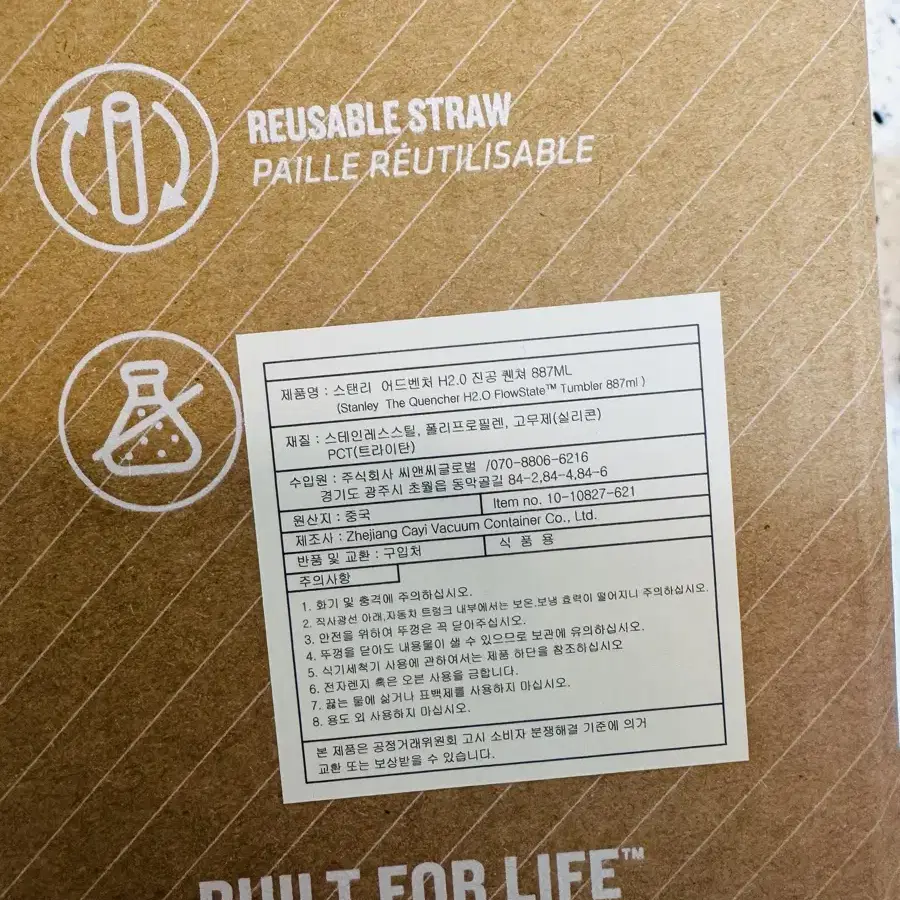 REUSABLE STRAW
PAILLE RÉUTILISABLE
제품명 : 스탠리 어드벤처 H2.0 진공 퀜쳐 887ML
(Stanley The Quencher H2.O FlowState™ Tumbler 887ml )
재질 : 스테인레스스틸, 폴리프로필렌, 고무제(실리콘)
PCT(트라이탄)
수입원 : 주식회사 씨앤씨글로벌 /070-8806-6216
경기도 광주시 초월읍 동막골길 84-2,84-4,84-6
원산지 : 중국
Item no. 10-10827-621
제조사 : Zhejiang Cayi Vacuum Container Co., Ltd.
반품 및 교환 : 구입처
식 품 용
주의사항
1. 화기 및 충격에 주의하십시오.
2. 직사광선 아래,자동차 트렁크 내부에서는 보온.보냉 효력이 떨어지니 주의하십시오.
3. 안전을 위하여 뚜껑은 꼭 닫아주십시오.
4. 뚜껑을 닫아도 내용물이 샐 수 있으므로 보관에 유의하십시오.
5. 식기세척기 사용에 관하여서는 제품 하단을 참조하십시오
6. 전자렌지 혹은 오븐 사용을 금합니다.
7. 끓는 물에 삶거나 표백제를 사용하지 마십시오.
8. 용도 외 사용하지 마십시오.
본 제품은 공정거래위원회 고시 소비자 분쟁해결 기준에 의거
교환 또는 보상받을 수 있습니다.
BUILT FOR LIFE™